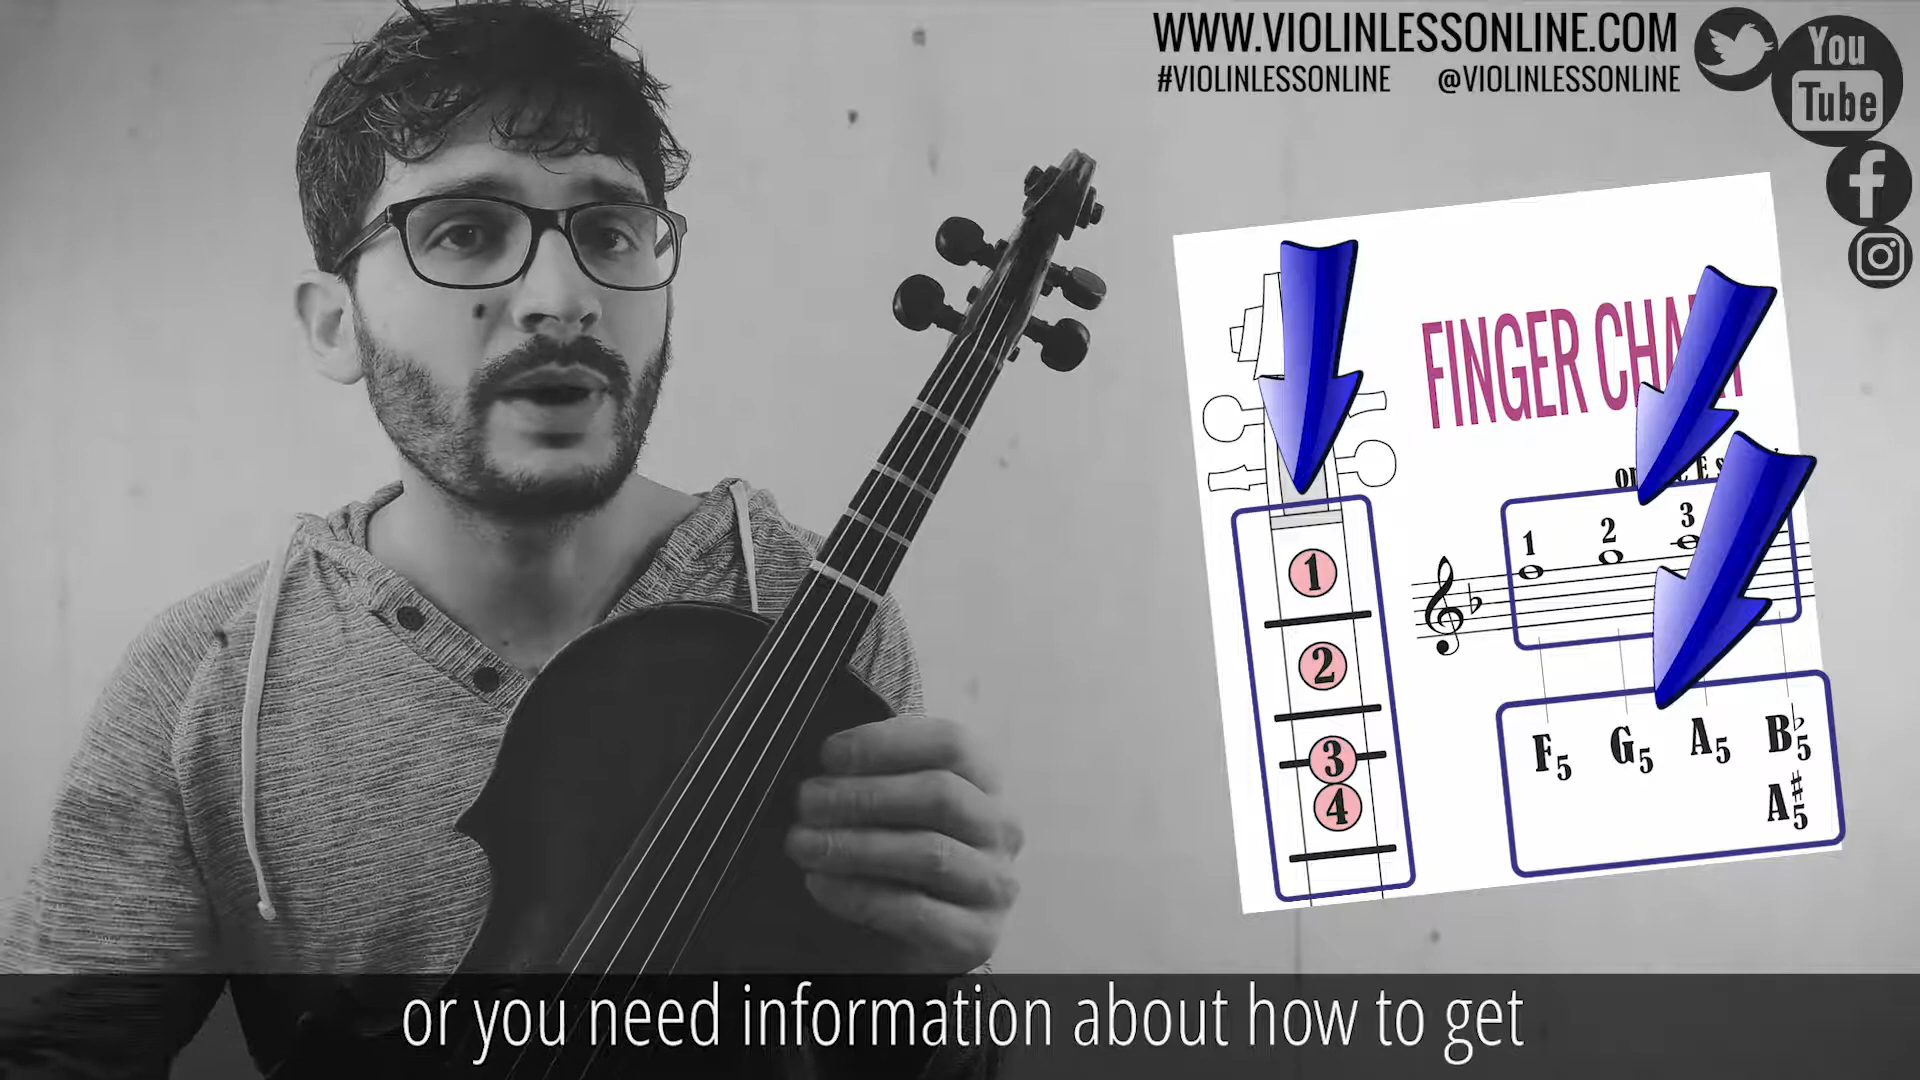 WWW.VIOLINLESSONLINE.COM
#VIOLINLESSONLINE @VIOLINLESSONLINE
You
Tube
FINGER
1 2 3
1
2
3
4
F5 G5 A5 B♭5
A♯5
or you need information about how to get